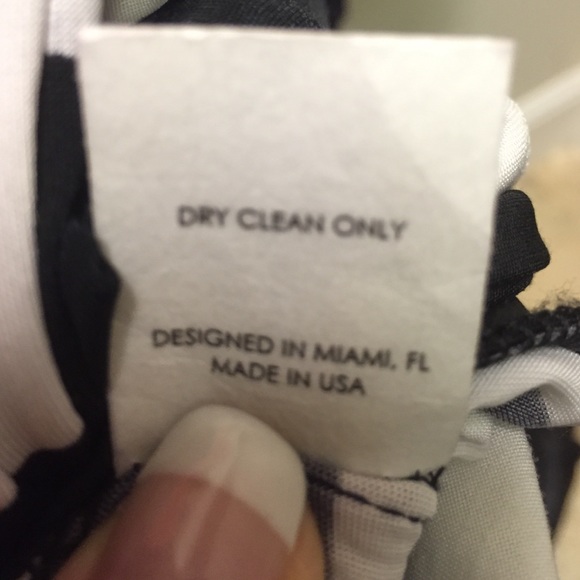 DRY CLEAN ONLY
DESIGNED IN MIAMI, FL
MADE IN USA